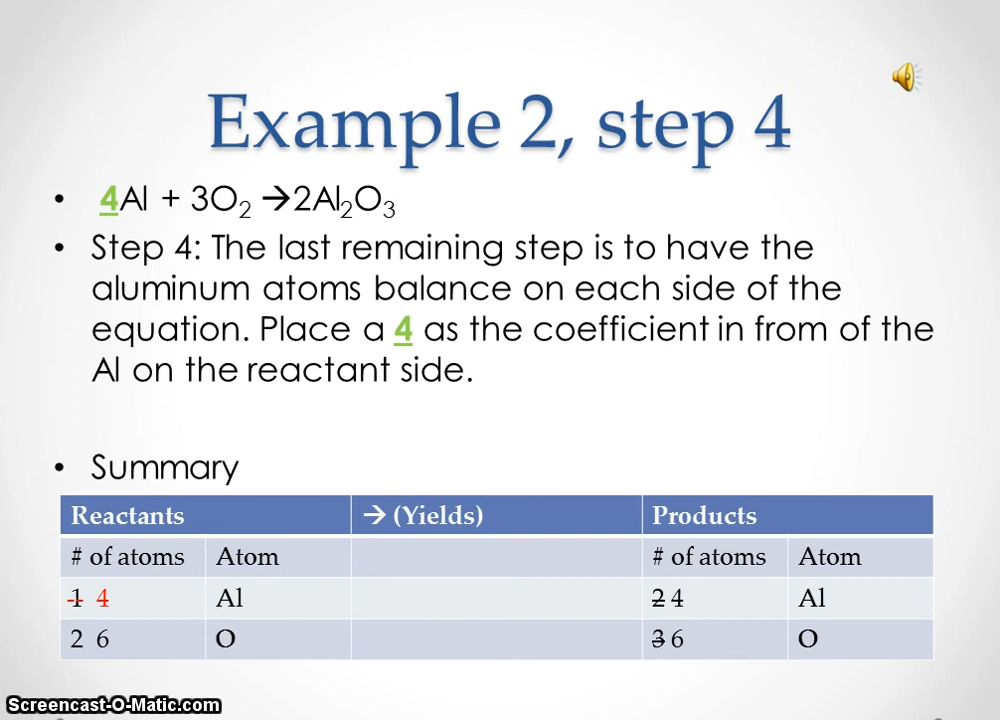 Example 2, step 4
• 4Al + 3O₂ →2Al₂O₃
• Step 4: The last remaining step is to have the
aluminum atoms balance on each side of the
equation. Place a 4 as the coefficient in from of the
Al on the reactant side.
• Summary
Reactants → (Yields) Products
# of atoms Atom # of atoms Atom
1 4 Al 2 4 Al
2 6 O 3 6 O
Screencast-O-Matic.com